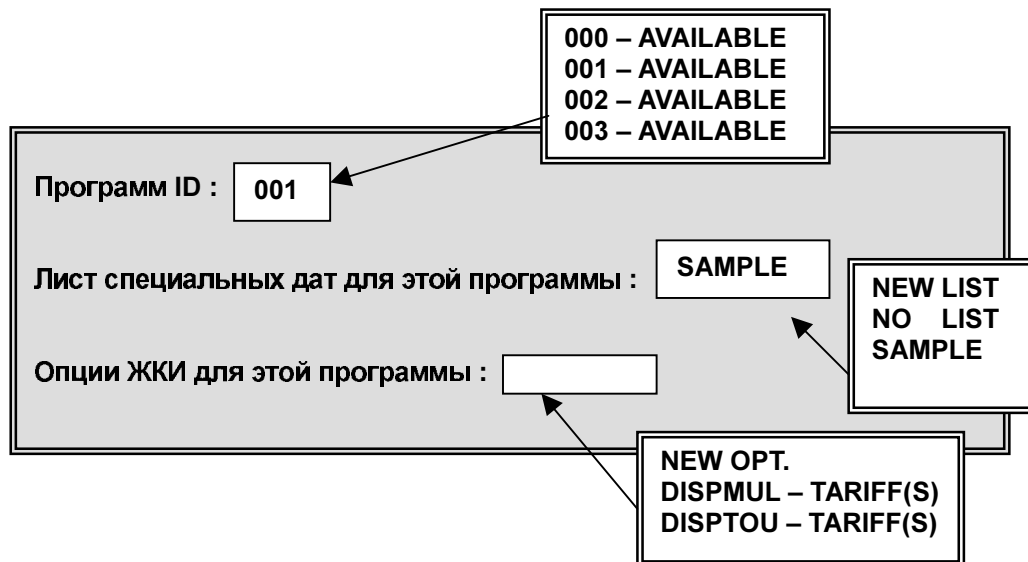 000 – AVAILABLE
001 – AVAILABLE
002 – AVAILABLE
003 – AVAILABLE
Программ ID : 001
Лист специальных дат для этой программы : SAMPLE
NEW LIST
NO LIST
SAMPLE
Опции ЖКИ для этой программы :
NEW OPT.
DISPMUL – TARIFF(S)
DISPTOU – TARIFF(S)